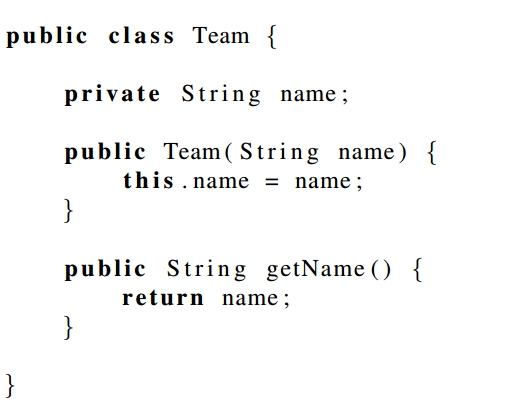 public class Team {
private String name;
public Team(String name) {
this.name = name;
}
public String getName() {
return name;
}
}